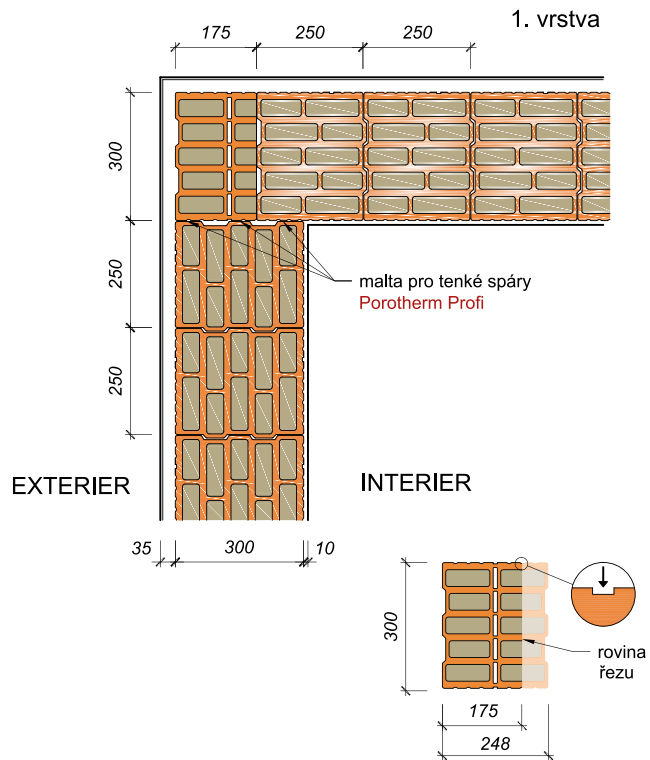 1. vrstva
175
250
250
300
250
250
malta pro tenké spáry
Porotherm Profi
EXTERIER
INTERIER
35
300
10
300
rovina
řezu
175
248